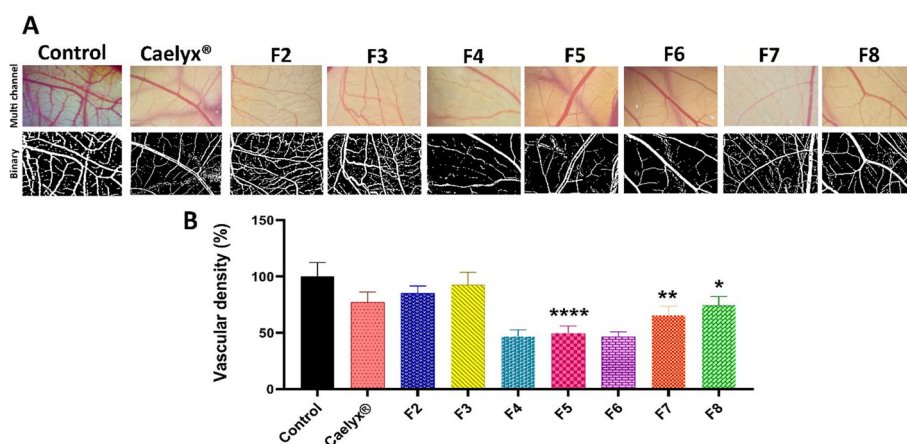 A
Control Caelyx® F2 F3 F4 F5 F6 F7 F8
Multi channel
Binary
B
Vascular density (%)
150
100
50
0
****
**
*
Control Caelyx® F2 F3 F4 F5 F6 F7 F8